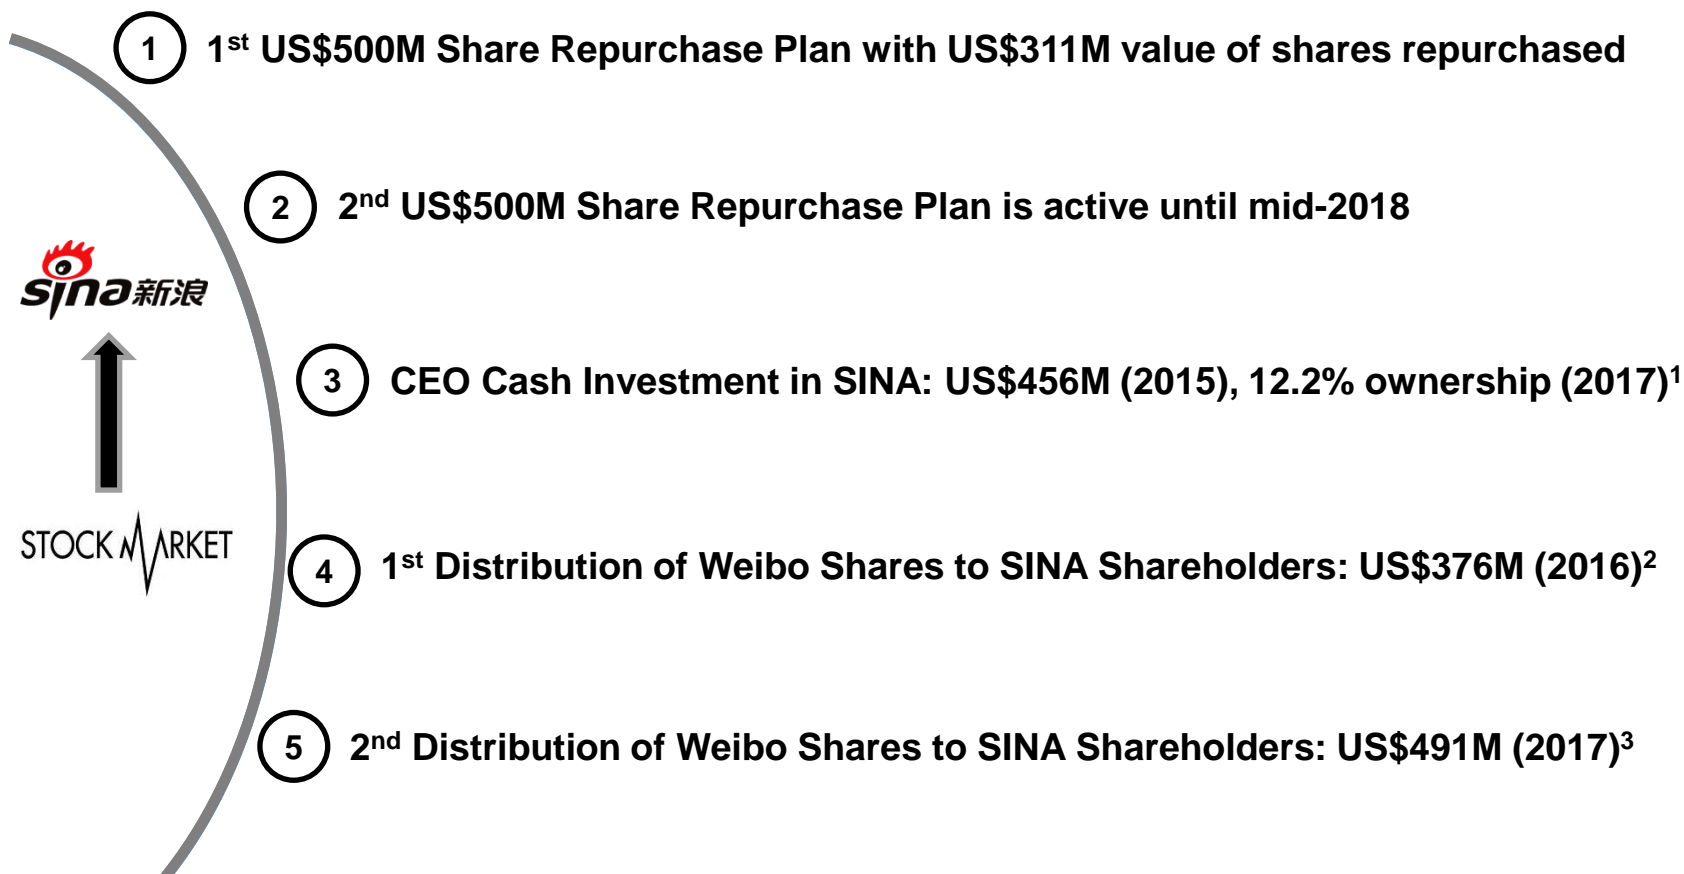 1 1st US$500M Share Repurchase Plan with US$311M value of shares repurchased
2 2nd US$500M Share Repurchase Plan is active until mid-2018
sina新浪
3 CEO Cash Investment in SINA: US$456M (2015), 12.2% ownership (2017)1
STOCK MARKET
4 1st Distribution of Weibo Shares to SINA Shareholders: US$376M (2016)2
5 2nd Distribution of Weibo Shares to SINA Shareholders: US$491M (2017)3